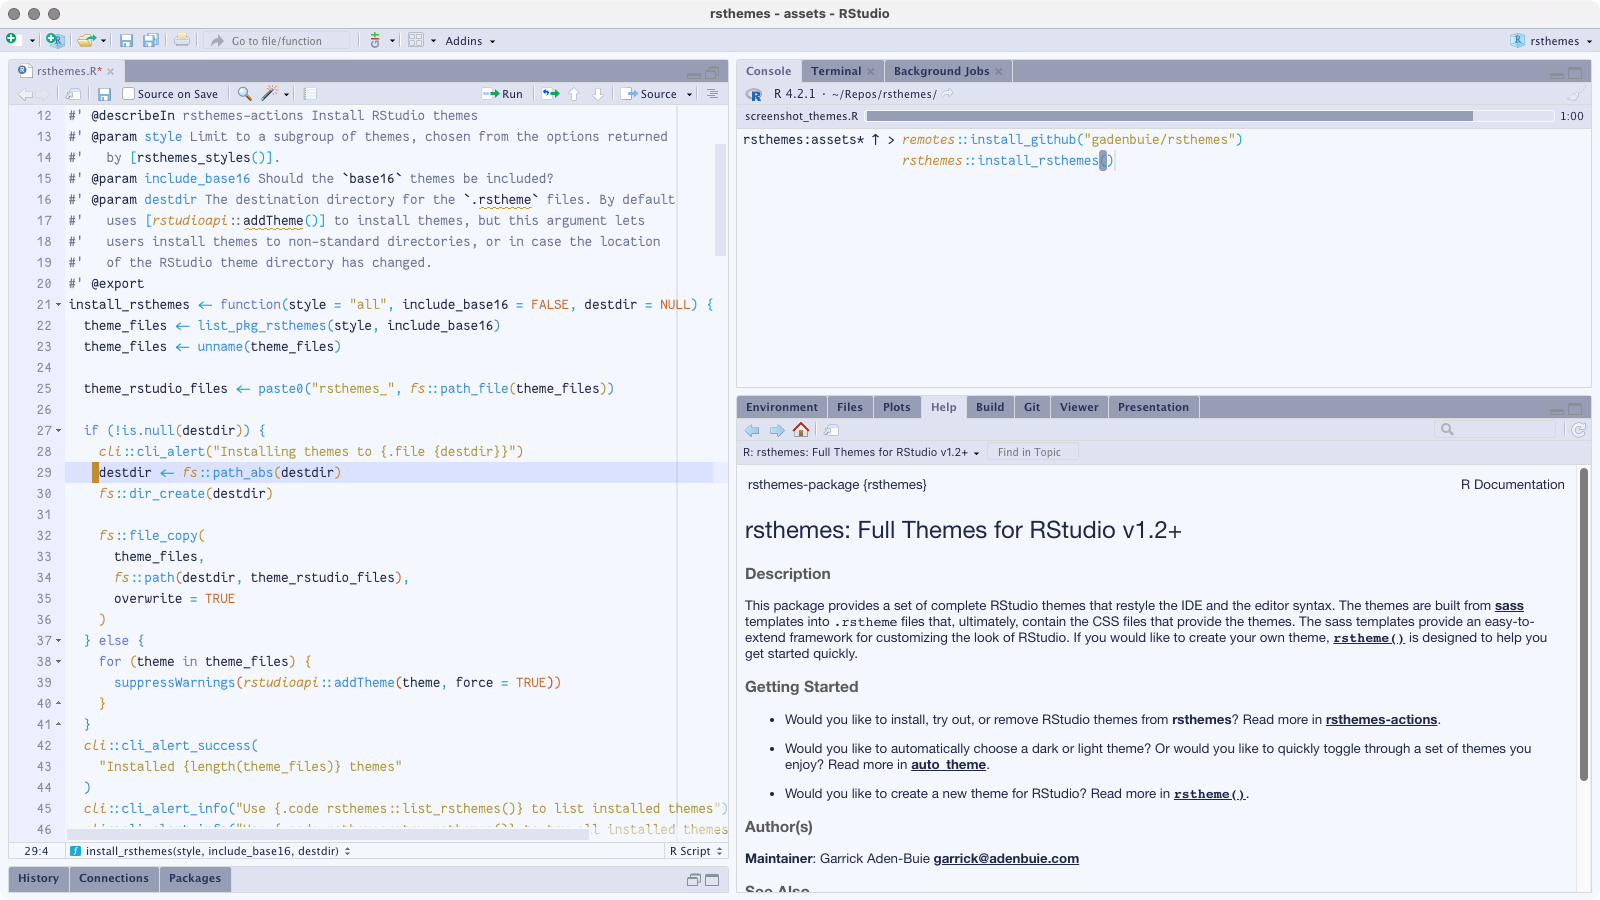 rsthemes - assets - RStudio
Go to file/function
Addins
rsthemes
rsthemes.R*
Source on Save
Run
Source
12 #' @describeIn rsthemes-actions Install RStudio themes
13 #' @param style Limit to a subgroup of themes, chosen from the options returned
14 #'   by [rsthemes_styles()].
15 #' @param include_base16 Should the `base16` themes be included?
16 #' @param destdir The destination directory for the `.rstheme` files. By default
17 #'   uses [rstudioapi::addTheme()] to install themes, but this argument lets
18 #'   users install themes to non-standard directories, or in case the location
19 #'   of the RStudio theme directory has changed.
20 #' @export
21 install_rsthemes <- function(style = "all", include_base16 = FALSE, destdir = NULL) {
22   theme_files <- list_pkg_rsthemes(style, include_base16)
23   theme_files <- unname(theme_files)
24
25   theme_rstudio_files <- paste0("rsthemes_", fs::path_file(theme_files))
26
27   if (!is.null(destdir)) {
28     cli::cli_alert("Installing themes to {.file {destdir}}")
29     destdir <- fs::path_abs(destdir)
30     fs::dir_create(destdir)
31
32     fs::file_copy(
33       theme_files,
34       fs::path(destdir, theme_rstudio_files),
35       overwrite = TRUE
36     )
37   } else {
38     for (theme in theme_files) {
39       suppressWarnings(rstudioapi::addTheme(theme, force = TRUE))
40     }
41   }
42   cli::cli_alert_success(
43     "Installed {length(theme_files)} themes"
44   )
45   cli::cli_alert_info("Use {.code rsthemes::list_rsthemes()} to list installed themes")
46
29:4 install_rsthemes(style, include_base16, destdir) R Script
History Connections Packages
Console Terminal Background Jobs
R 4.2.1 · ~/Repos/rsthemes/
screenshot_themes.R 1:00
rsthemes:assets* ↑ > remotes::install_github("gadenbuie/rsthemes")
rsthemes::install_rsthemes()
Environment Files Plots Help Build Git Viewer Presentation
R: rsthemes: Full Themes for RStudio v1.2+ Find in Topic
rsthemes-package {rsthemes} R Documentation
rsthemes: Full Themes for RStudio v1.2+
Description
This package provides a set of complete RStudio themes that restyle the IDE and the editor syntax. The themes are built from sass
templates into .rstheme files that, ultimately, contain the CSS files that provide the themes. The sass templates provide an easy-to-
extend framework for customizing the look of RStudio. If you would like to create your own theme, rstheme() is designed to help you
get started quickly.
Getting Started
• Would you like to install, try out, or remove RStudio themes from rsthemes? Read more in rsthemes-actions.
• Would you like to automatically choose a dark or light theme? Or would you like to quickly toggle through a set of themes you
enjoy? Read more in auto_theme.
• Would you like to create a new theme for RStudio? Read more in rstheme().
Author(s)
Maintainer: Garrick Aden-Buie garrick@adenbuie.com
See Also